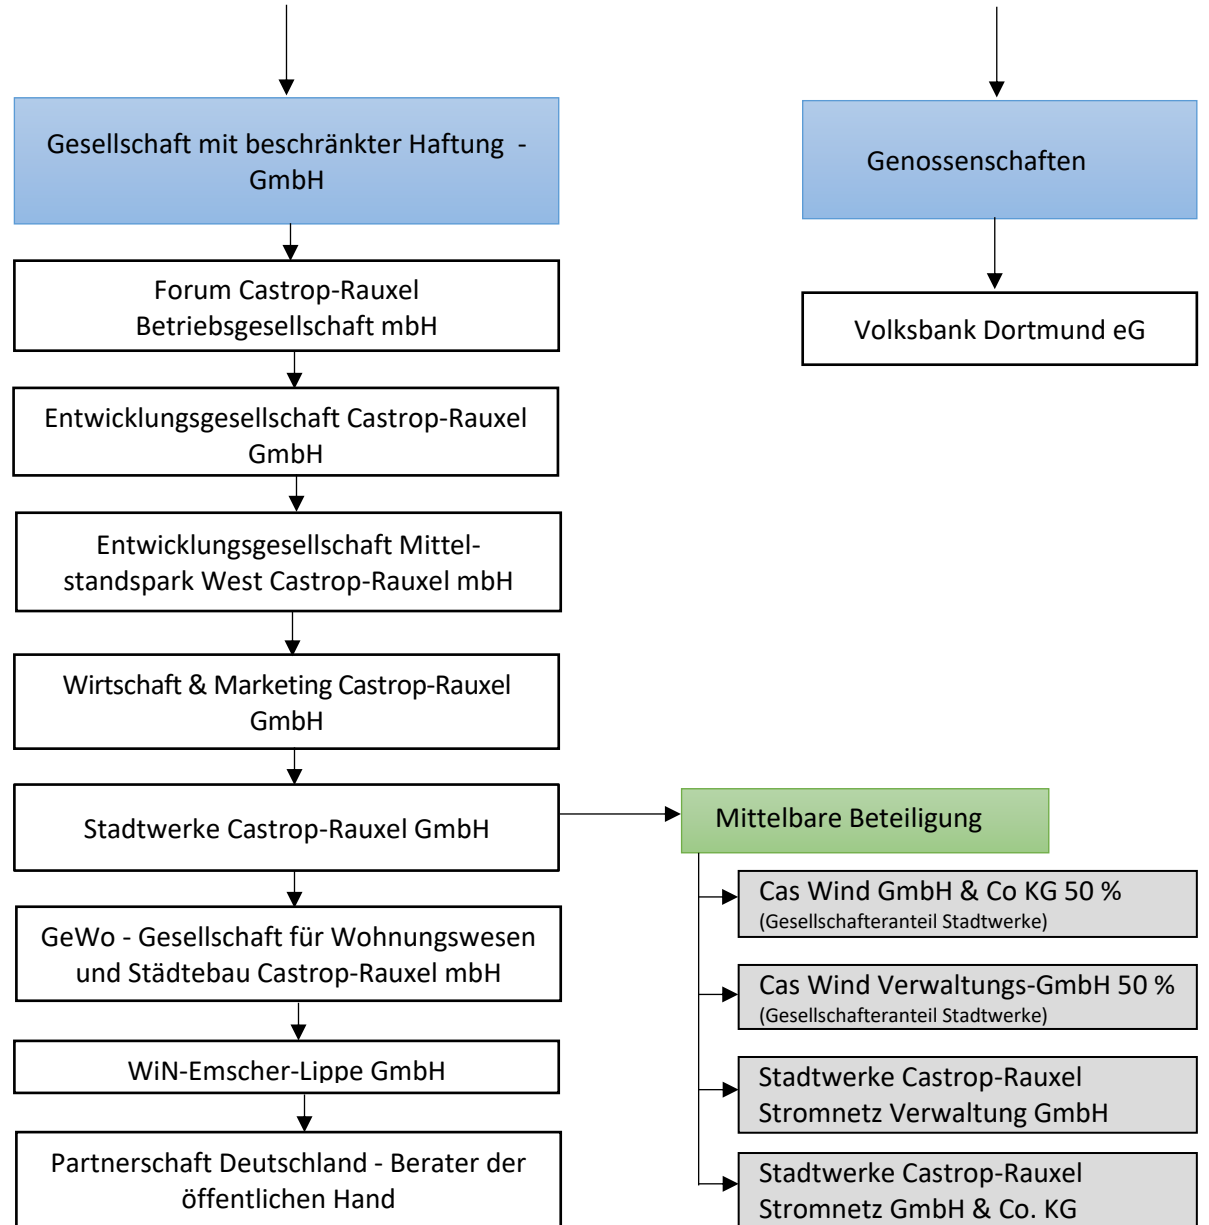 Gesellschaft mit beschränkter Haftung -
GmbH
Forum Castrop-Rauxel
Betriebsgesellschaft mbH
Entwicklungsgesellschaft Castrop-Rauxel
GmbH
Entwicklungsgesellschaft Mittel-
standspark West Castrop-Rauxel mbH
Wirtschaft & Marketing Castrop-Rauxel
GmbH
Stadtwerke Castrop-Rauxel GmbH
GeWo - Gesellschaft für Wohnungswesen
und Städtebau Castrop-Rauxel mbH
WiN-Emscher-Lippe GmbH
Partnerschaft Deutschland - Berater der
öffentlichen Hand
Genossenschaften
Volksbank Dortmund eG
Mittelbare Beteiligung
Cas Wind GmbH & Co KG 50 %
(Gesellschafteranteil Stadtwerke)
Cas Wind Verwaltungs-GmbH 50 %
(Gesellschafteranteil Stadtwerke)
Stadtwerke Castrop-Rauxel
Stromnetz Verwaltung GmbH
Stadtwerke Castrop-Rauxel
Stromnetz GmbH & Co. KG